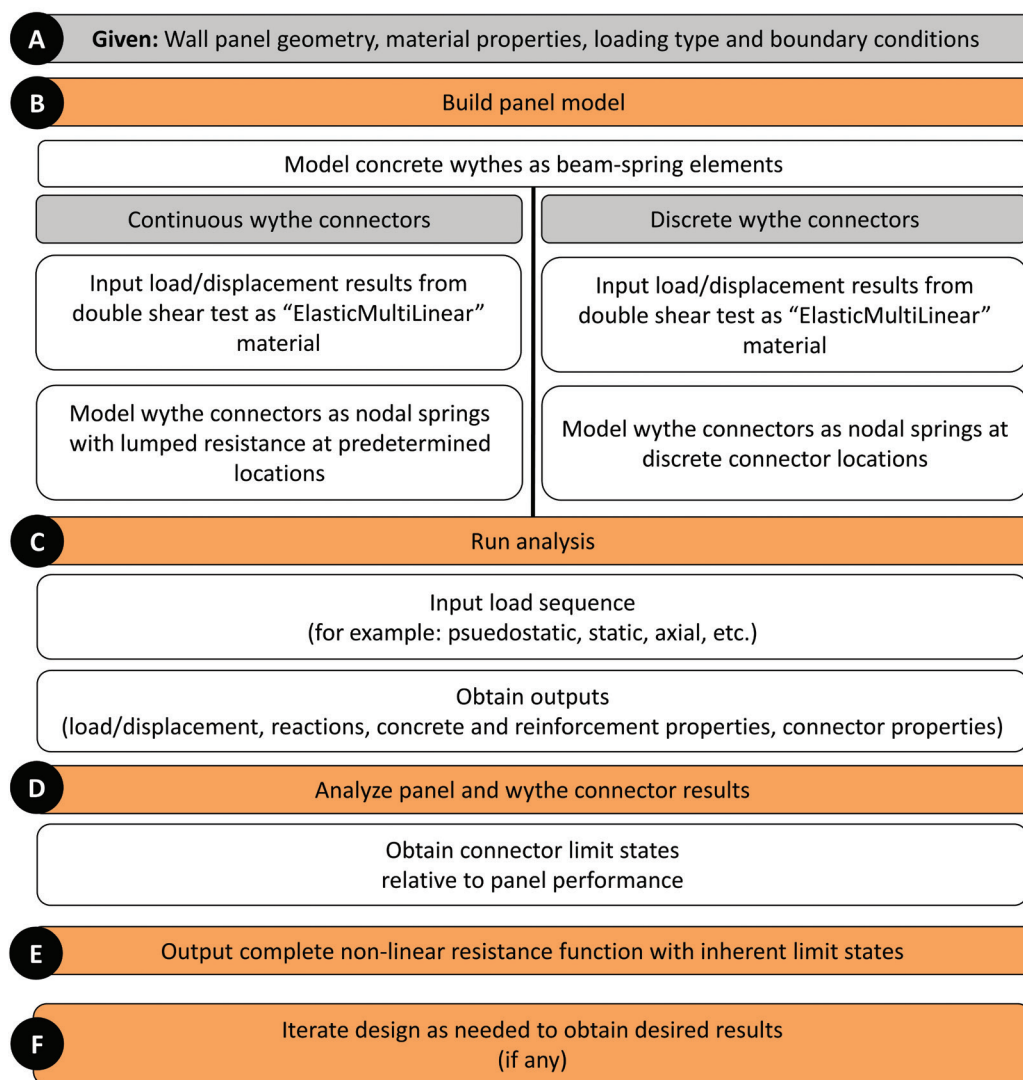 A
Given: Wall panel geometry, material properties, loading type and boundary conditions
B
Build panel model
Model concrete wythes as beam-spring elements
Continuous wythe connectors
Input load/displacement results from
double shear test as “ElasticMultiLinear”
material
Model wythe connectors as nodal springs
with lumped resistance at predetermined
locations
Discrete wythe connectors
Input load/displacement results from
double shear test as “ElasticMultiLinear”
material
Model wythe connectors as nodal springs at
discrete connector locations
C
Run analysis
Input load sequence
(for example: psuedostatic, static, axial, etc.)
Obtain outputs
(load/displacement, reactions, concrete and reinforcement properties, connector properties)
D
Analyze panel and wythe connector results
Obtain connector limit states
relative to panel performance
E
Output complete non-linear resistance function with inherent limit states
F
Iterate design as needed to obtain desired results
(if any)